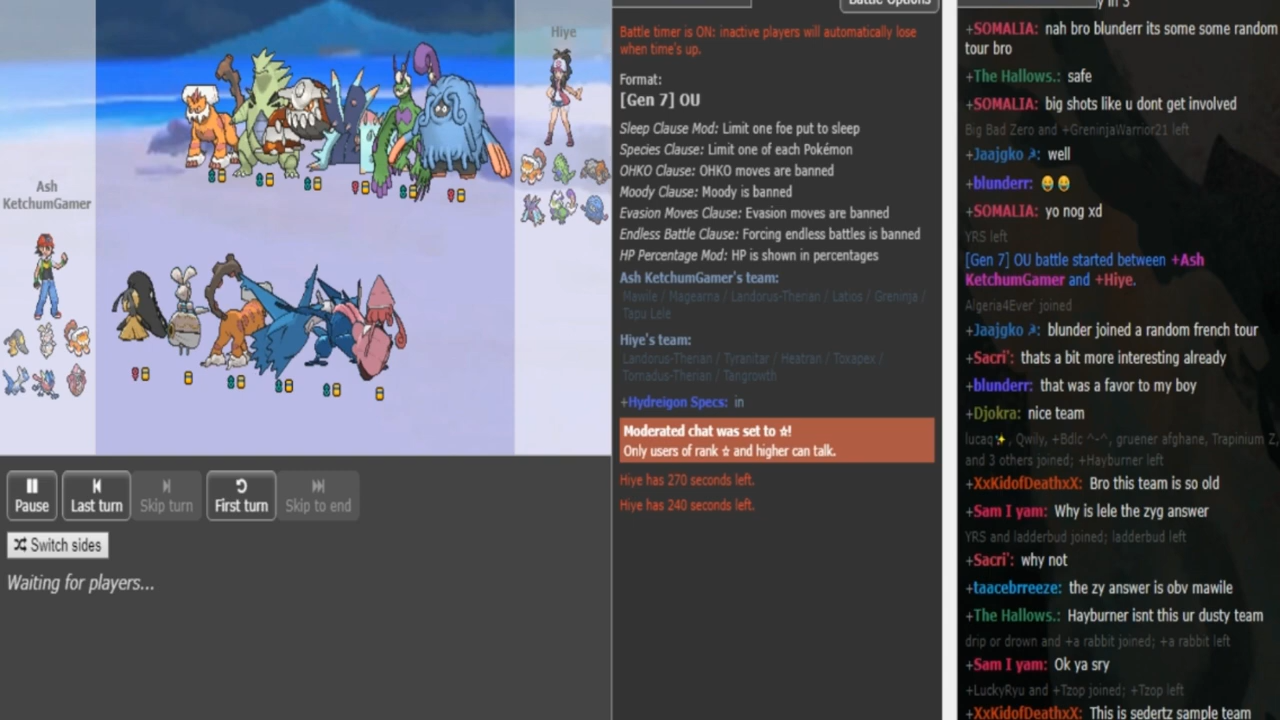 Hiye
Ash
KetchumGamer
Pause
Last turn
Skip turn
First turn
Skip to end
Switch sides
Waiting for players...
Battle Options
Battle timer is ON: inactive players will automatically lose
when time's up.
Format:
[Gen 7] OU
Sleep Clause Mod: Limit one foe put to sleep
Species Clause: Limit one of each Pokémon
OHKO Clause: OHKO moves are banned
Moody Clause: Moody is banned
Evasion Moves Clause: Evasion moves are banned
Endless Battle Clause: Forcing endless battles is banned
HP Percentage Mod: HP is shown in percentages
Ash KetchumGamer's team:
Mawile / Magearna / Landorus-Therian / Latios / Greninja /
Tapu Lele
Hiye's team:
Landorus-Therian / Tyranitar / Heatran / Toxapex /
Tornadus-Therian / Tangrowth
+Hydreigon Specs: in
Moderated chat was set to ☆!
Only users of rank ☆ and higher can talk.
Hiye has 270 seconds left.
Hiye has 240 seconds left.
in 3
+SOMALIA: nah bro blunderr its some some random
tour bro
+The Hallows.: safe
+SOMALIA: big shots like u dont get involved
Big Bad Zero and +GreninjaWarrior21 left
+Jaajgko: well
+blunderr: 😂😂
+SOMALIA: yo nog xd
YRS left
[Gen 7] OU battle started between +Ash
KetchumGamer and +Hiye.
Algeria4Ever' joined
+Jaajgko: blunder joined a random french tour
+Sacri': thats a bit more interesting already
+blunderr: that was a favor to my boy
+Djokra: nice team
lucaq✨, Qwily, +Bdlc ^-^, gruener afghane, Trapinium Z,
and 3 others joined; +Hayburner left
+XxKidofDeathxX: Bro this team is so old
+Sam I yam: Why is lele the zyg answer
YRS and ladderbud joined; ladderbud left
+Sacri': why not
+taacebrreeze: the zy answer is obv mawile
+The Hallows.: Hayburner isnt this ur dusty team
drip or drown and +a rabbit joined; +a rabbit left
+Sam I yam: Ok ya sry
+LuckyRyu and +Tzop joined; +Tzop left
+XxKidofDeathxX: This is sedertz sample team